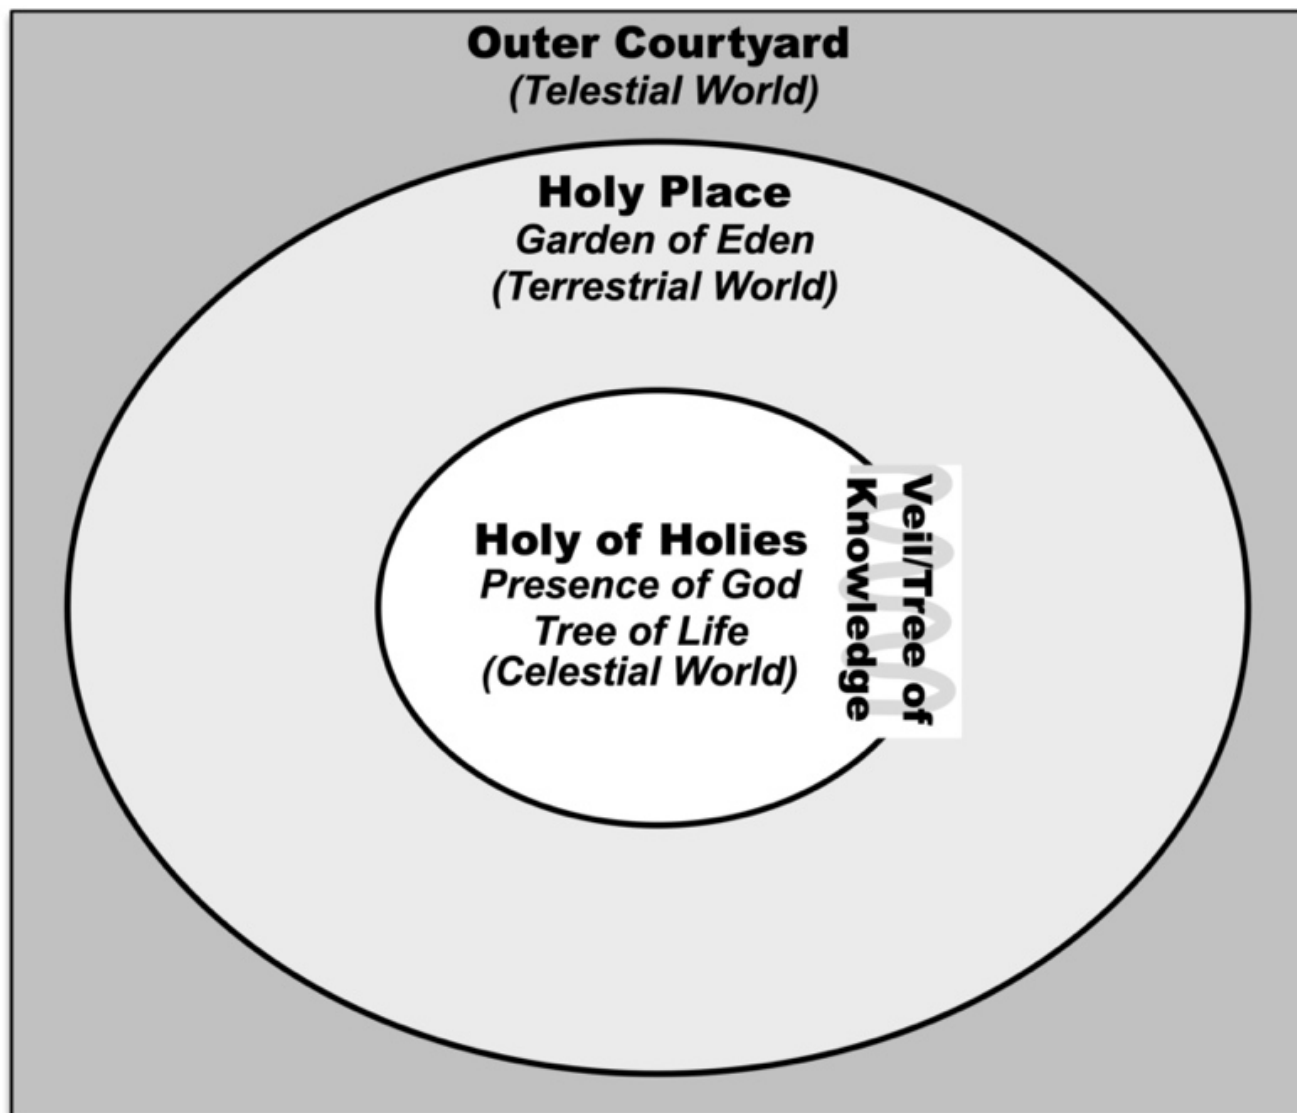 Outer Courtyard
(Telestial World)
Holy Place
Garden of Eden
(Terrestrial World)
Holy of Holies
Presence of God
Tree of Life
(Celestial World)
Veil/Tree of
Knowledge